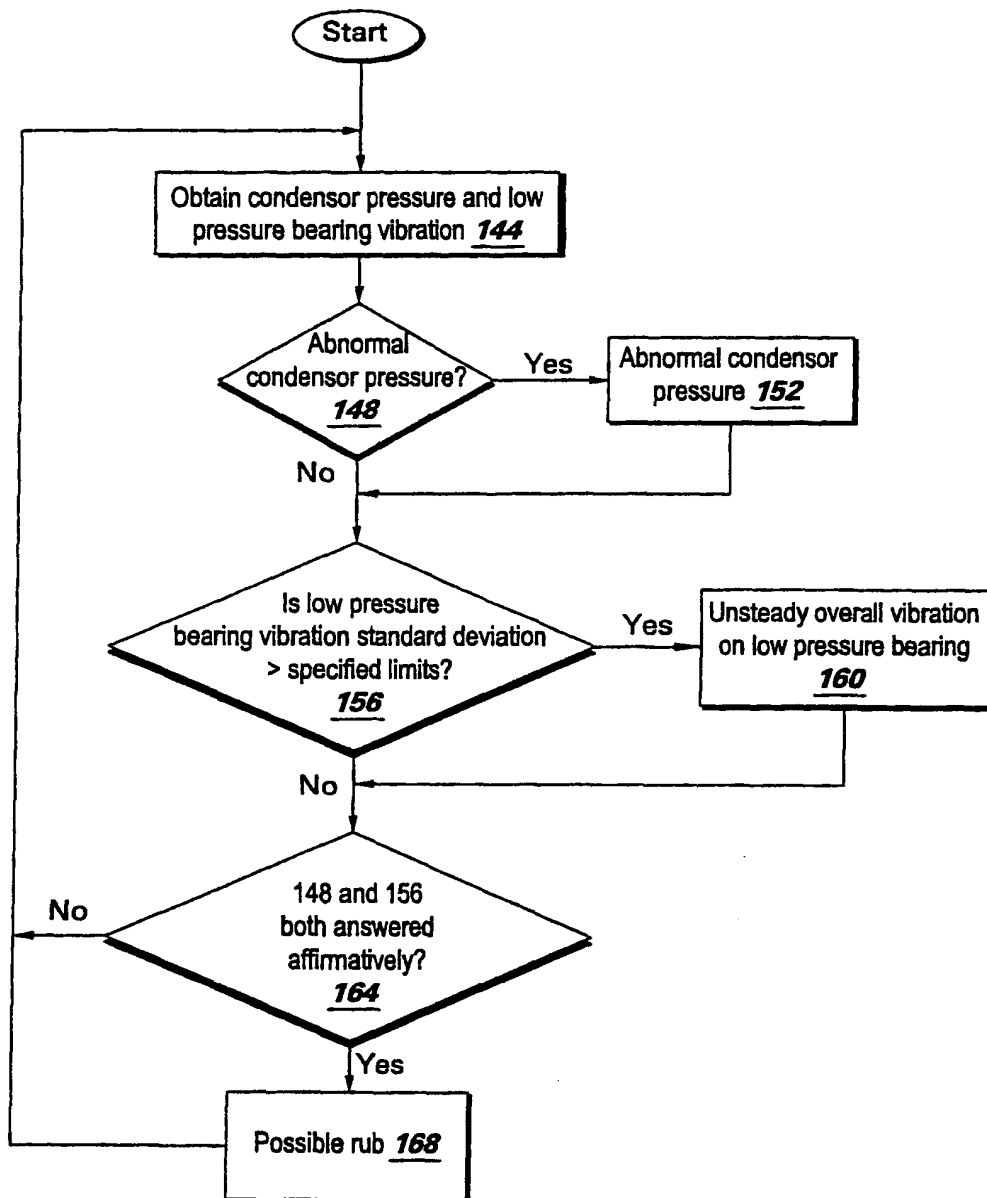 Start
Obtain condensor pressure and low
pressure bearing vibration 144
Abnormal
condensor pressure?
148
Yes
Abnormal condensor
pressure 152
No
Is low pressure
bearing vibration standard deviation
> specified limits?
156
Yes
Unsteady overall vibration
on low pressure bearing
160
No
148 and 156
both answered
affirmatively?
164
No
Yes
Possible rub 168